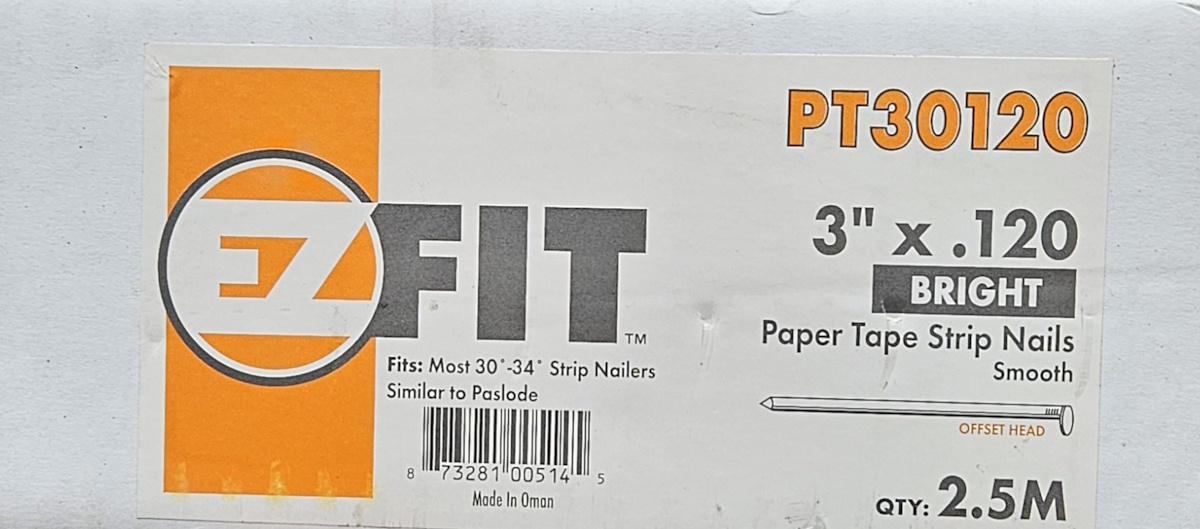 EZ FIT™
Fits: Most 30°-34° Strip Nailers
Similar to Paslode
8 73281 00514 5
Made In Oman
PT30120
3" x .120
BRIGHT
Paper Tape Strip Nails
Smooth
OFFSET HEAD
QTY: 2.5M